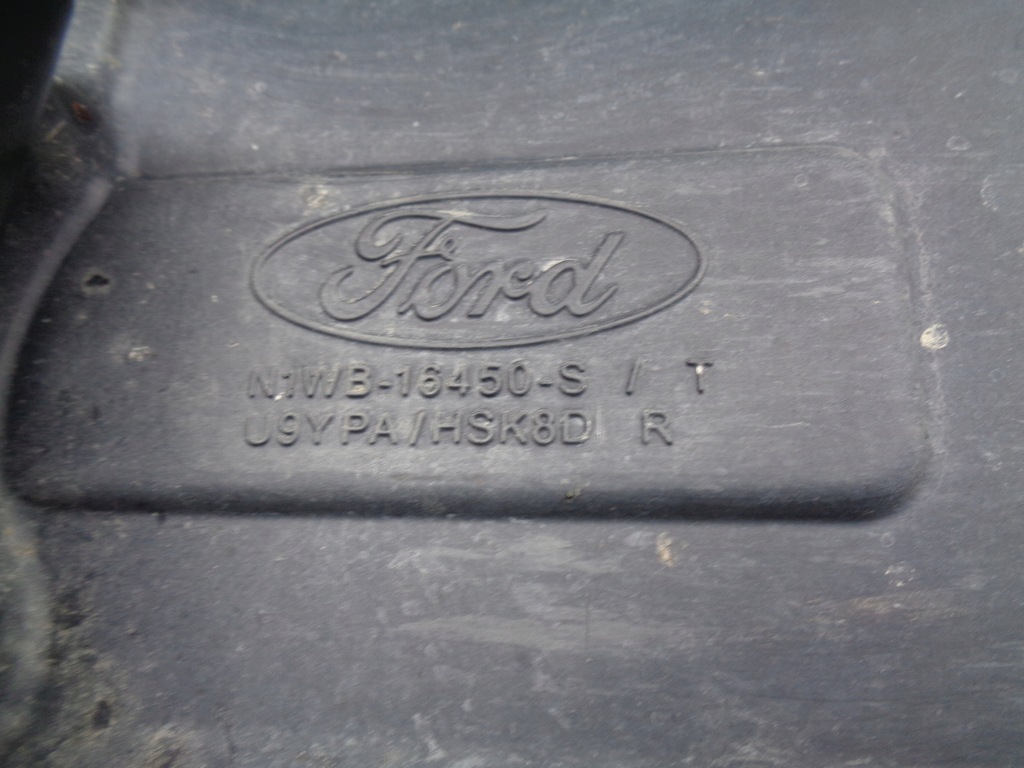 Ford
N1WB-16450-S / T
U9YPA/HSK8D R